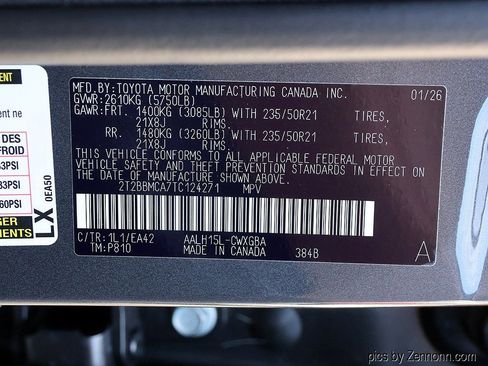 MFD.BY:TOYOTA MOTOR MANUFACTURING CANADA INC. 01/26
GVWR:2610KG (5750LB)
GAWR:FRT. 1400KG (3085LB) WITH 235/50R21 TIRES,
21X8J RIMS,
RR. 1480KG (3260LB) WITH 235/50R21 TIRES,
21X8J RIMS.
THIS VEHICLE CONFORMS TO ALL APPLICABLE FEDERAL MOTOR
VEHICLE SAFETY AND THEFT PREVENTION STANDARDS IN EFFECT
ON THE DATE OF MANUFACTURE SHOWN ABOVE.
2T2BBMCA7TC124271 MPV
C/TR:1L1/EA42 AALH15L-CWXGBA
TM:P810 MADE IN CANADA 384B A
LX 0EA50
pics by Zennonn.com